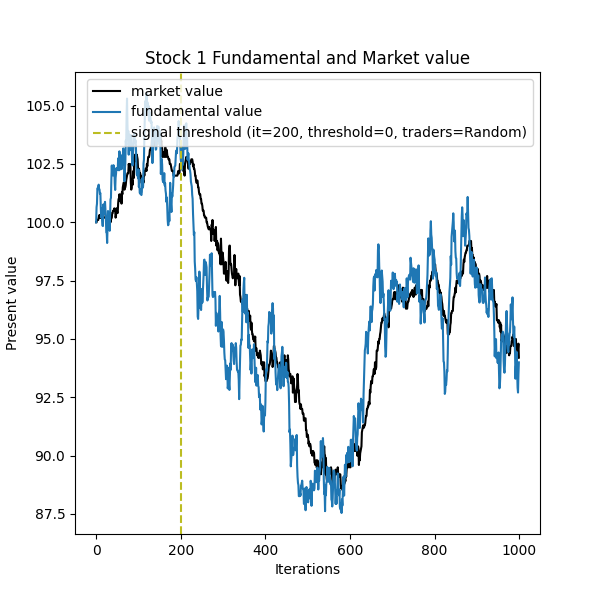 Stock 1 Fundamental and Market value
market value
fundamental value
signal threshold (it=200, threshold=0, traders=Random)
Present value
105.0
102.5
100.0
97.5
95.0
92.5
90.0
87.5
0 200 400 600 800 1000
Iterations